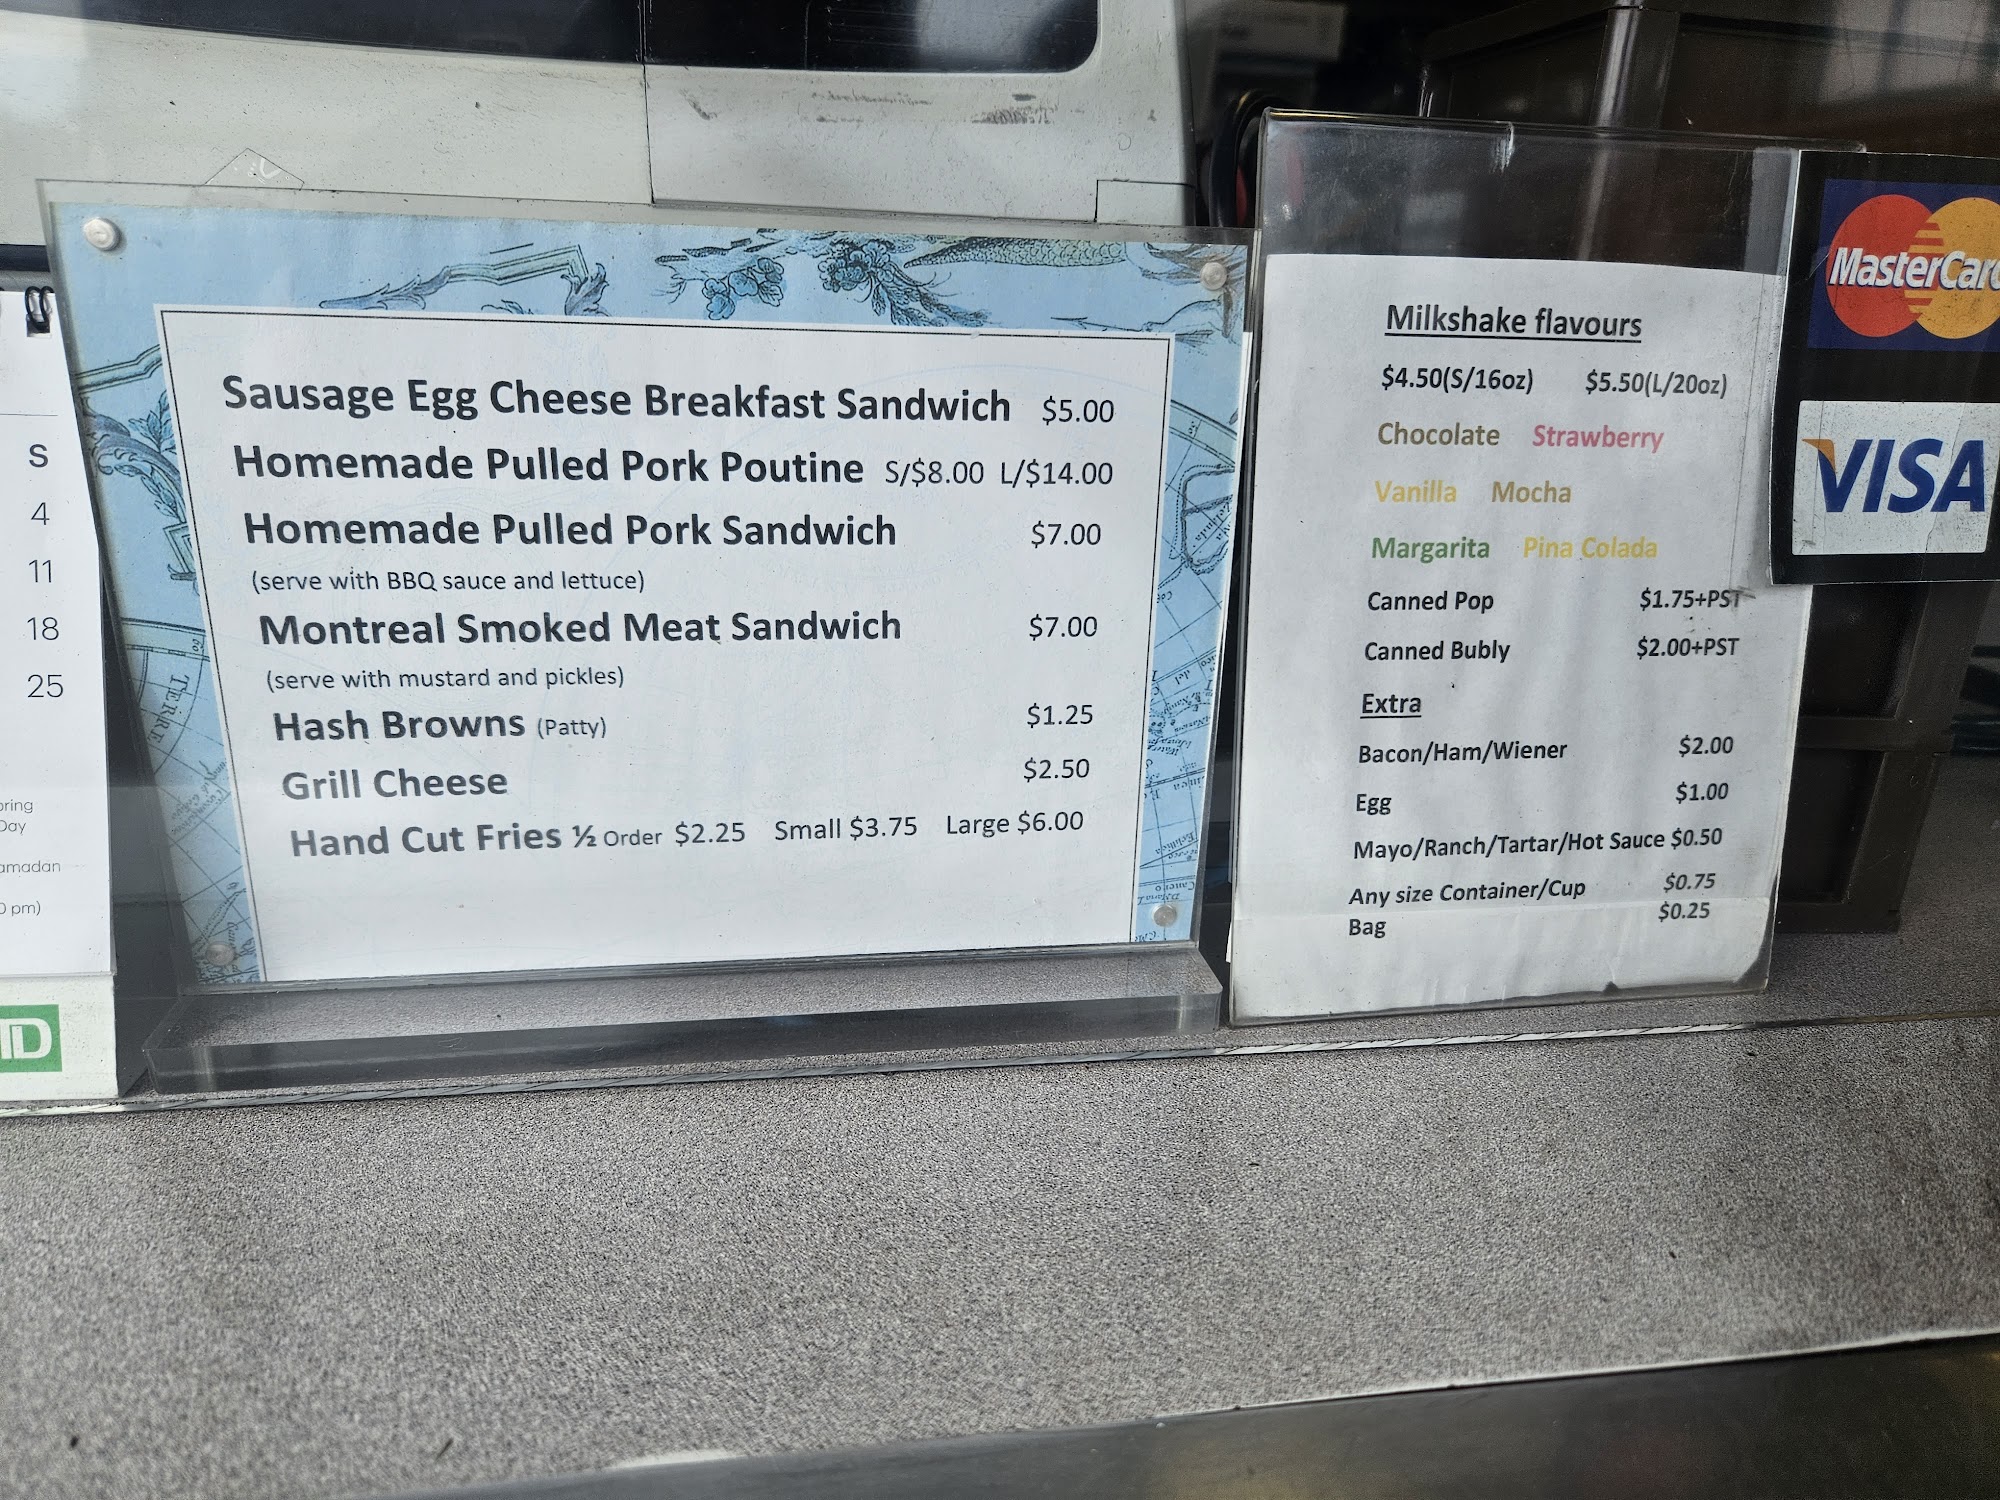 S
4
11
18
25
pring
Day
amadan
0 pm)
Sausage Egg Cheese Breakfast Sandwich $5.00
Homemade Pulled Pork Poutine S/$8.00 L/$14.00
Homemade Pulled Pork Sandwich $7.00
(serve with BBQ sauce and lettuce)
Montreal Smoked Meat Sandwich $7.00
(serve with mustard and pickles)
Hash Browns (Patty) $1.25
Grill Cheese $2.50
Hand Cut Fries ½ Order $2.25 Small $3.75 Large $6.00
TERRE
Milkshake flavours
$4.50(S/16oz) $5.50(L/20oz)
Chocolate Strawberry
Vanilla Mocha
Margarita Pina Colada
Canned Pop $1.75+PST
Canned Bubly $2.00+PST
Extra
Bacon/Ham/Wiener $2.00
Egg $1.00
Mayo/Ranch/Tartar/Hot Sauce $0.50
Any size Container/Cup $0.75
Bag $0.25
MasterCard
VISA